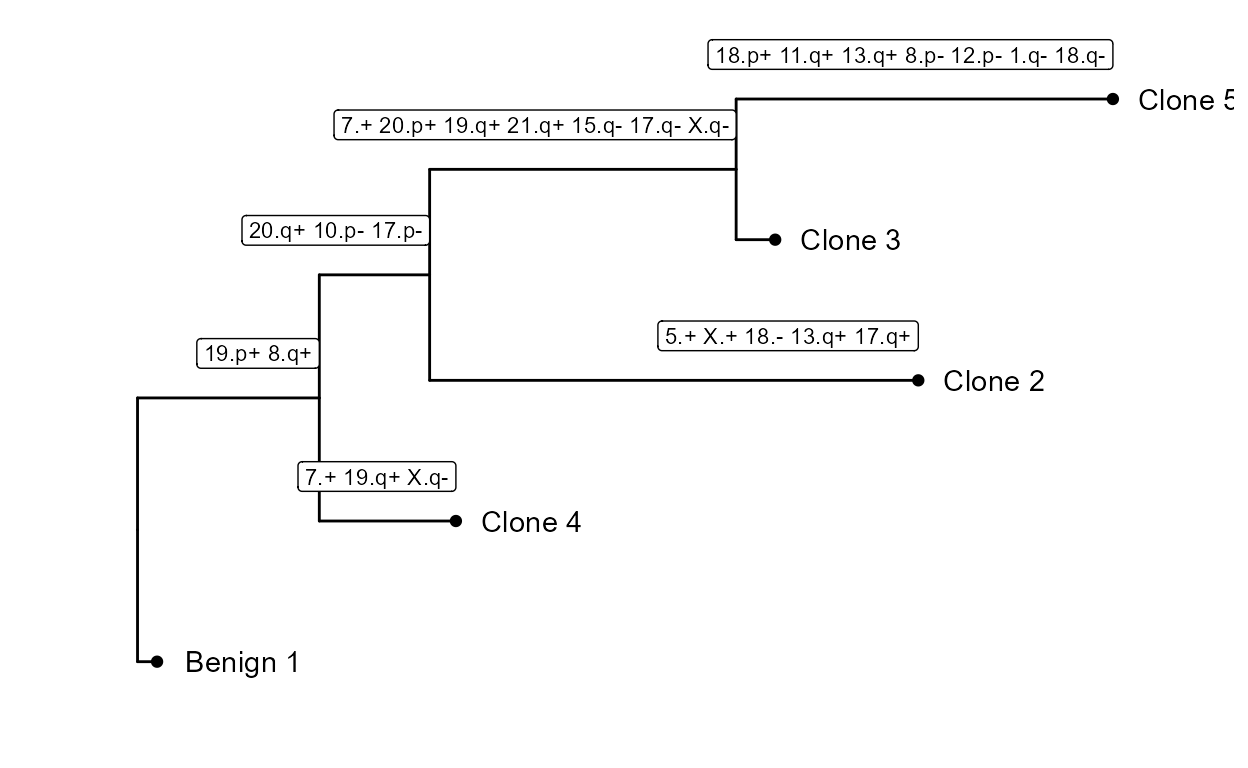 18.p+ 11.q+ 13.q+ 8.p- 12.p- 1.q- 18.q-
Clone 5
7.+ 20.p+ 19.q+ 21.q+ 15.q- 17.q- X.q-
20.q+ 10.p- 17.p-
Clone 3
5.+ X.+ 18.- 13.q+ 17.q+
19.p+ 8.q+
Clone 2
7.+ 19.q+ X.q-
Clone 4
Benign 1